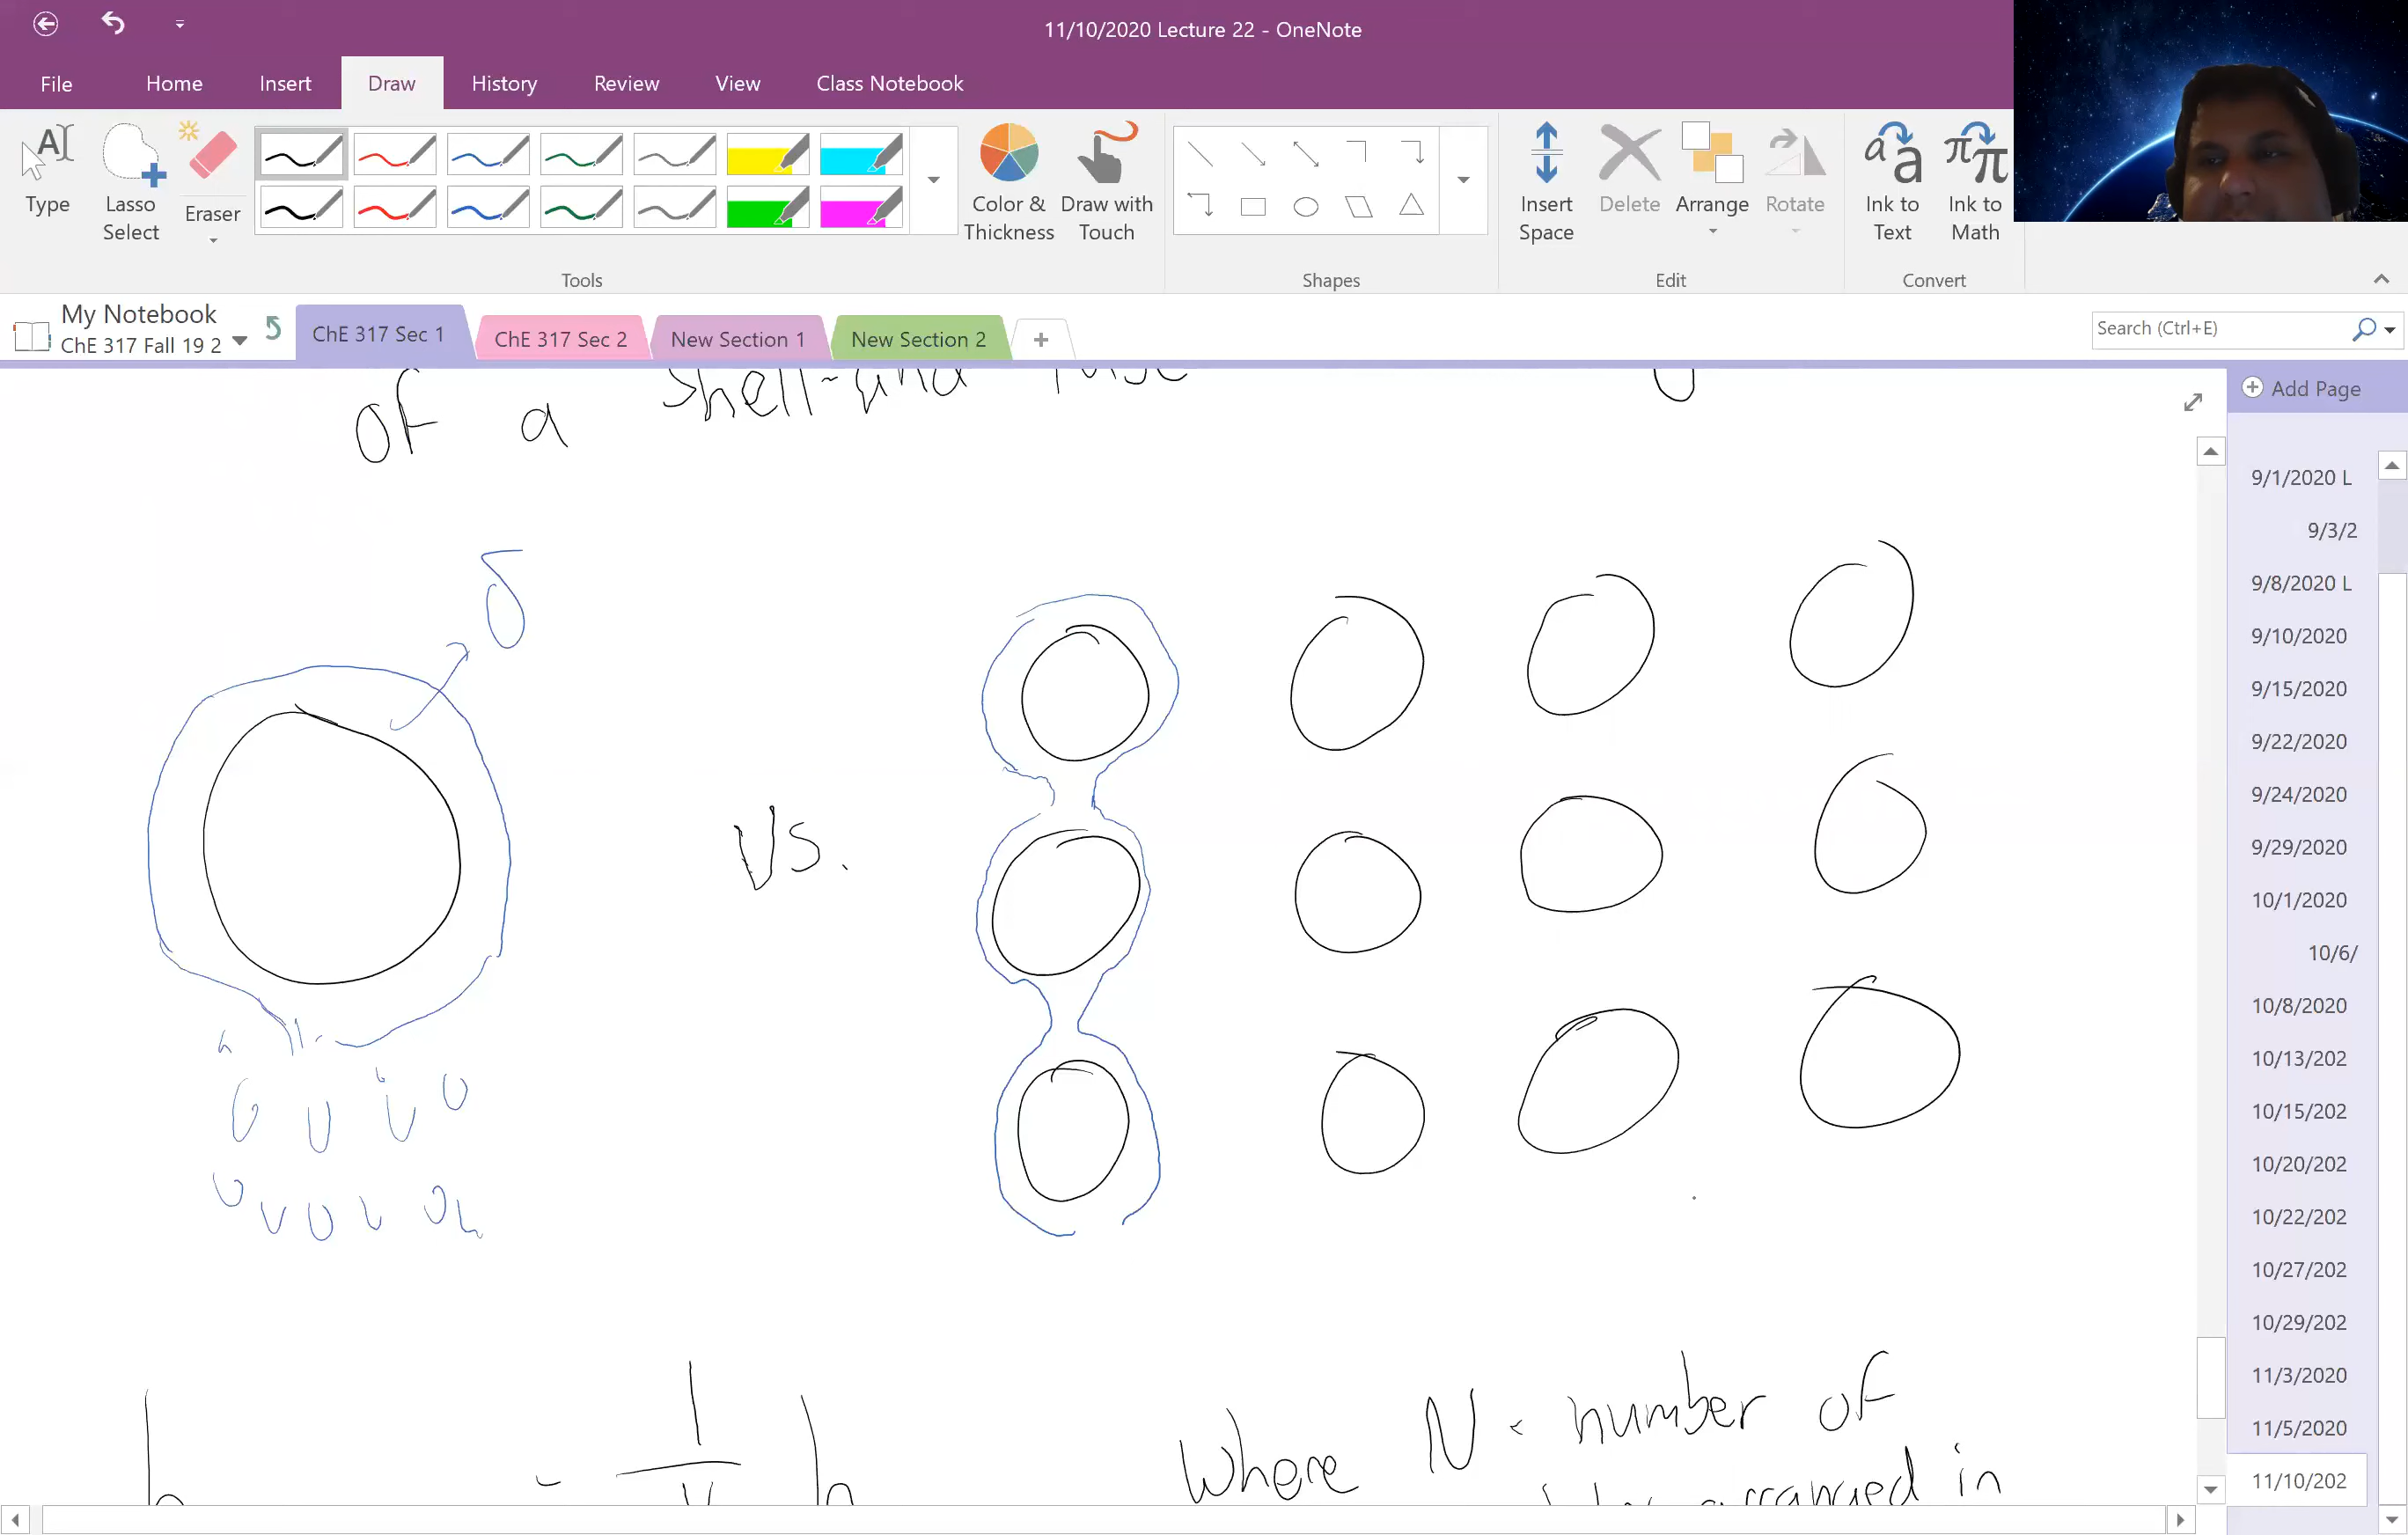 11/10/2020 Lecture 22 - OneNote
File Home Insert Draw History Review View Class Notebook
Type
Lasso Select
Eraser
Color & Thickness
Draw with Touch
Insert Space
Delete
Arrange
Rotate
Ink to Text
Ink to Math
Tools Shapes Edit Convert
My Notebook
ChE 317 Fall 19 2
ChE 317 Sec 1
ChE 317 Sec 2
New Section 1
New Section 2
Search (Ctrl+E)
Add Page
of a shell-and
δ
Vs.
where N = number of
arranged in
9/1/2020 L
9/3/2
9/8/2020 L
9/10/2020
9/15/2020
9/22/2020
9/24/2020
9/29/2020
10/1/2020
10/6/
10/8/2020
10/13/202
10/15/202
10/20/202
10/22/202
10/27/202
10/29/202
11/3/2020
11/5/2020
11/10/202